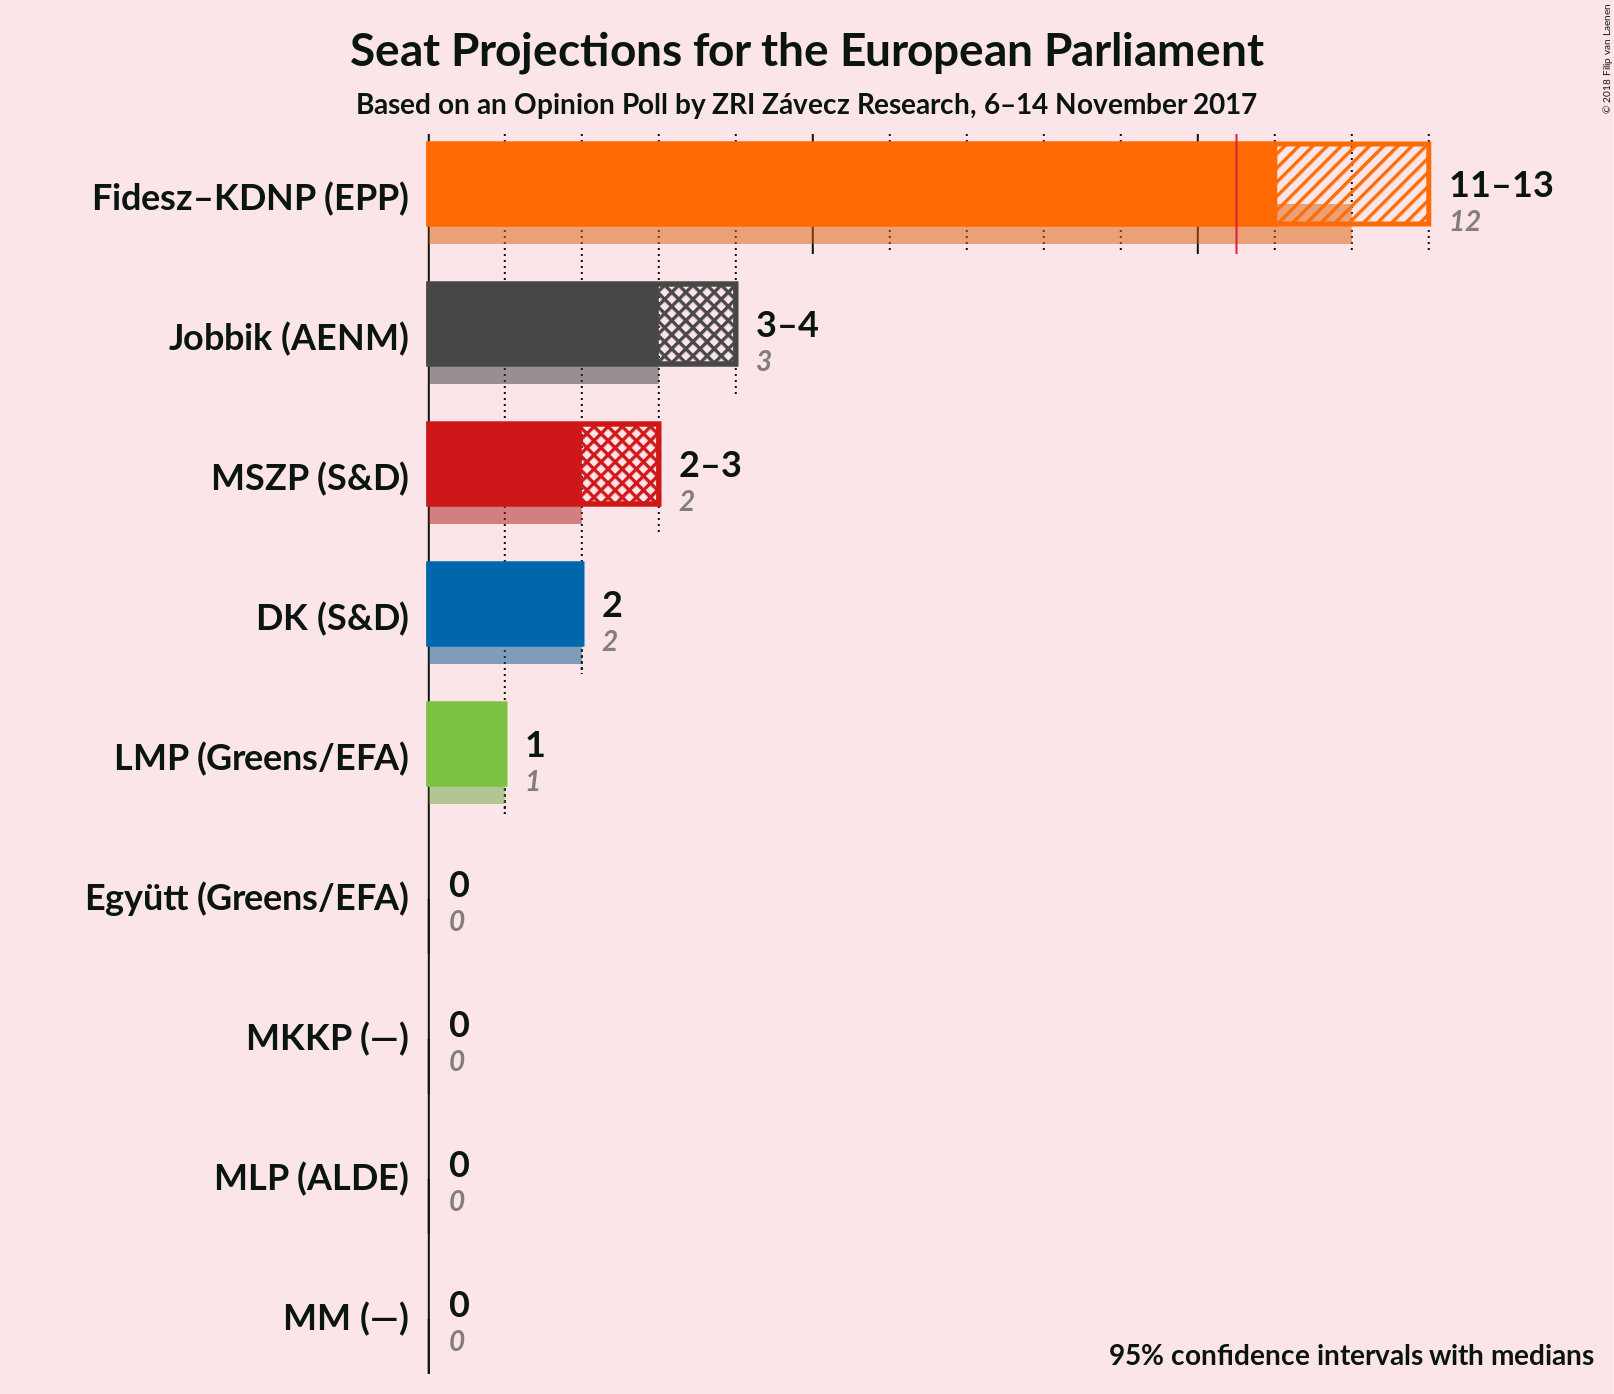 Seat Projections for the European Parliament
Based on an Opinion Poll by ZRI Závecz Research, 6–14 November 2017
© 2018 Filip van Laenen
Fidesz–KDNP (EPP)
11–13
12
Jobbik (AENM)
3–4
3
MSZP (S&D)
2–3
2
DK (S&D)
2
2
LMP (Greens/EFA)
1
1
Együtt (Greens/EFA)
0
0
MKKP (—)
0
0
MLP (ALDE)
0
0
MM (—)
0
0
95% confidence intervals with medians